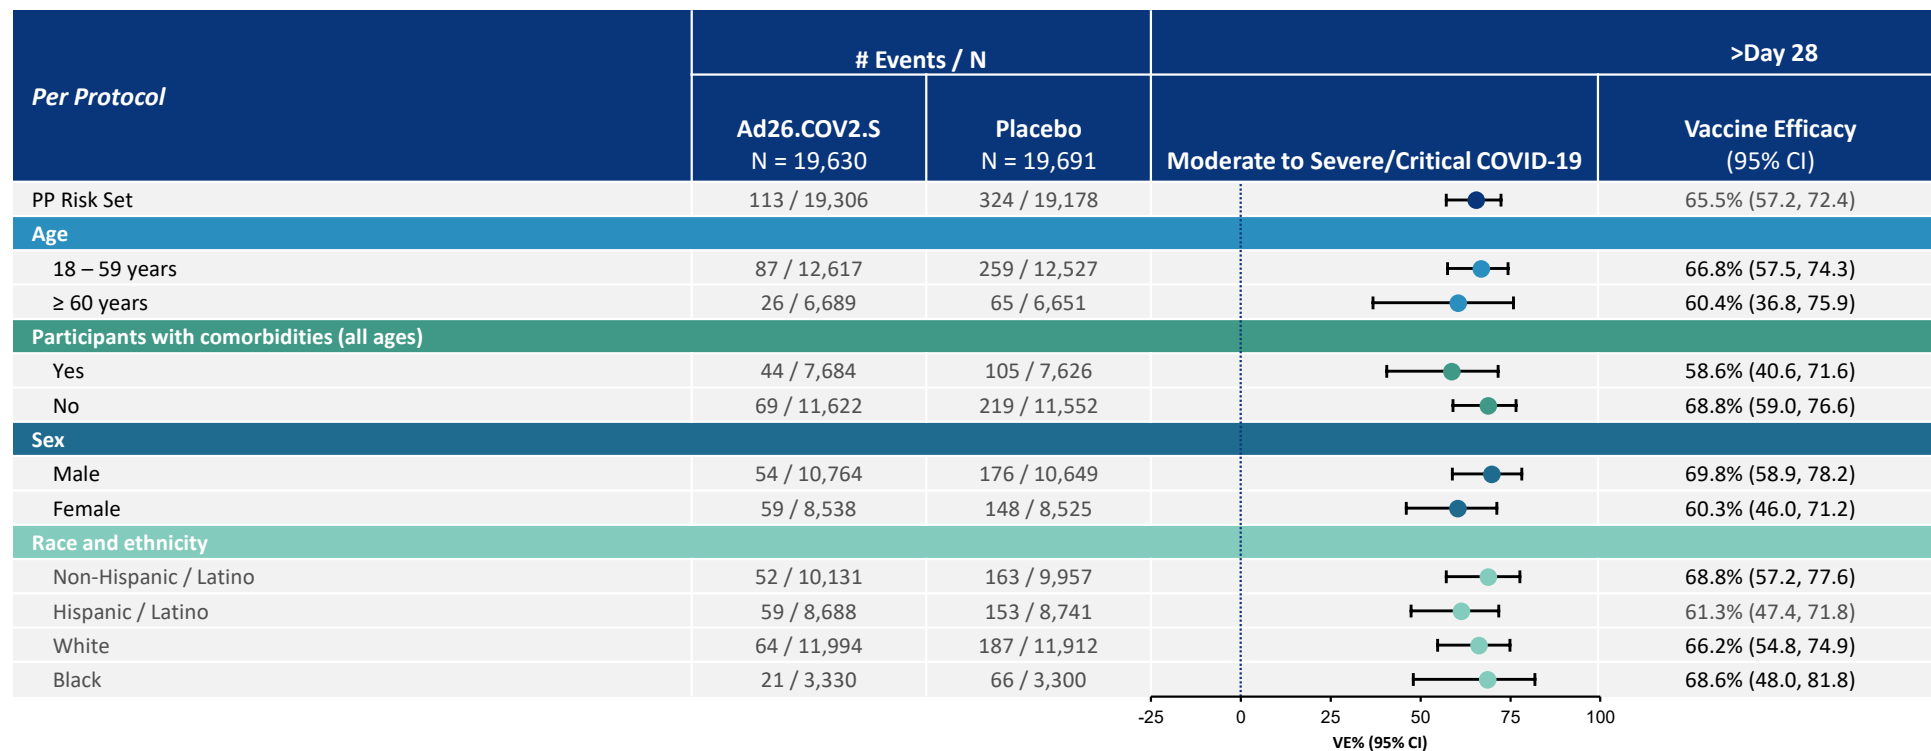 Per Protocol
# Events / N
>Day 28
Ad26.COV2.S
N = 19,630
Placebo
N = 19,691
Moderate to Severe/Critical COVID-19
Vaccine Efficacy
(95% CI)
PP Risk Set 113 / 19,306 324 / 19,178 65.5% (57.2, 72.4)
Age
18 – 59 years 87 / 12,617 259 / 12,527 66.8% (57.5, 74.3)
≥ 60 years 26 / 6,689 65 / 6,651 60.4% (36.8, 75.9)
Participants with comorbidities (all ages)
Yes 44 / 7,684 105 / 7,626 58.6% (40.6, 71.6)
No 69 / 11,622 219 / 11,552 68.8% (59.0, 76.6)
Sex
Male 54 / 10,764 176 / 10,649 69.8% (58.9, 78.2)
Female 59 / 8,538 148 / 8,525 60.3% (46.0, 71.2)
Race and ethnicity
Non-Hispanic / Latino 52 / 10,131 163 / 9,957 68.8% (57.2, 77.6)
Hispanic / Latino 59 / 8,688 153 / 8,741 61.3% (47.4, 71.8)
White 64 / 11,994 187 / 11,912 66.2% (54.8, 74.9)
Black 21 / 3,330 66 / 3,300 68.6% (48.0, 81.8)
-25 0 25 50 75 100
VE% (95% CI)